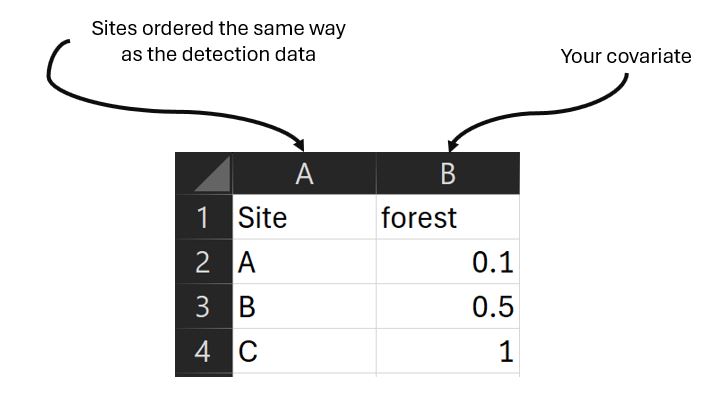 Sites ordered the same way
as the detection data
Your covariate
A B
1 Site forest
2 A 0.1
3 B 0.5
4 C 1